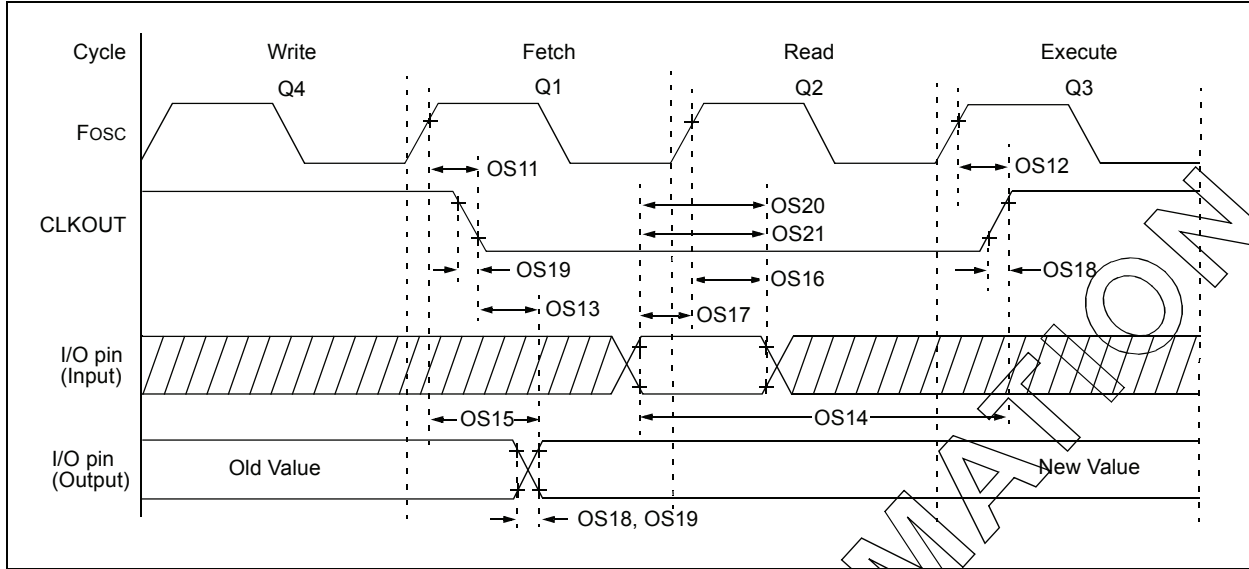 Cycle Write Fetch Read Execute
Q4 Q1 Q2 Q3
FOSC
OS11 OS12
OS20
CLKOUT
OS21
OS19 OS16 OS18
OS13 OS17
I/O pin
(Input)
OS15 OS14
I/O pin
(Output)
Old Value New Value
OS18, OS19
MATION